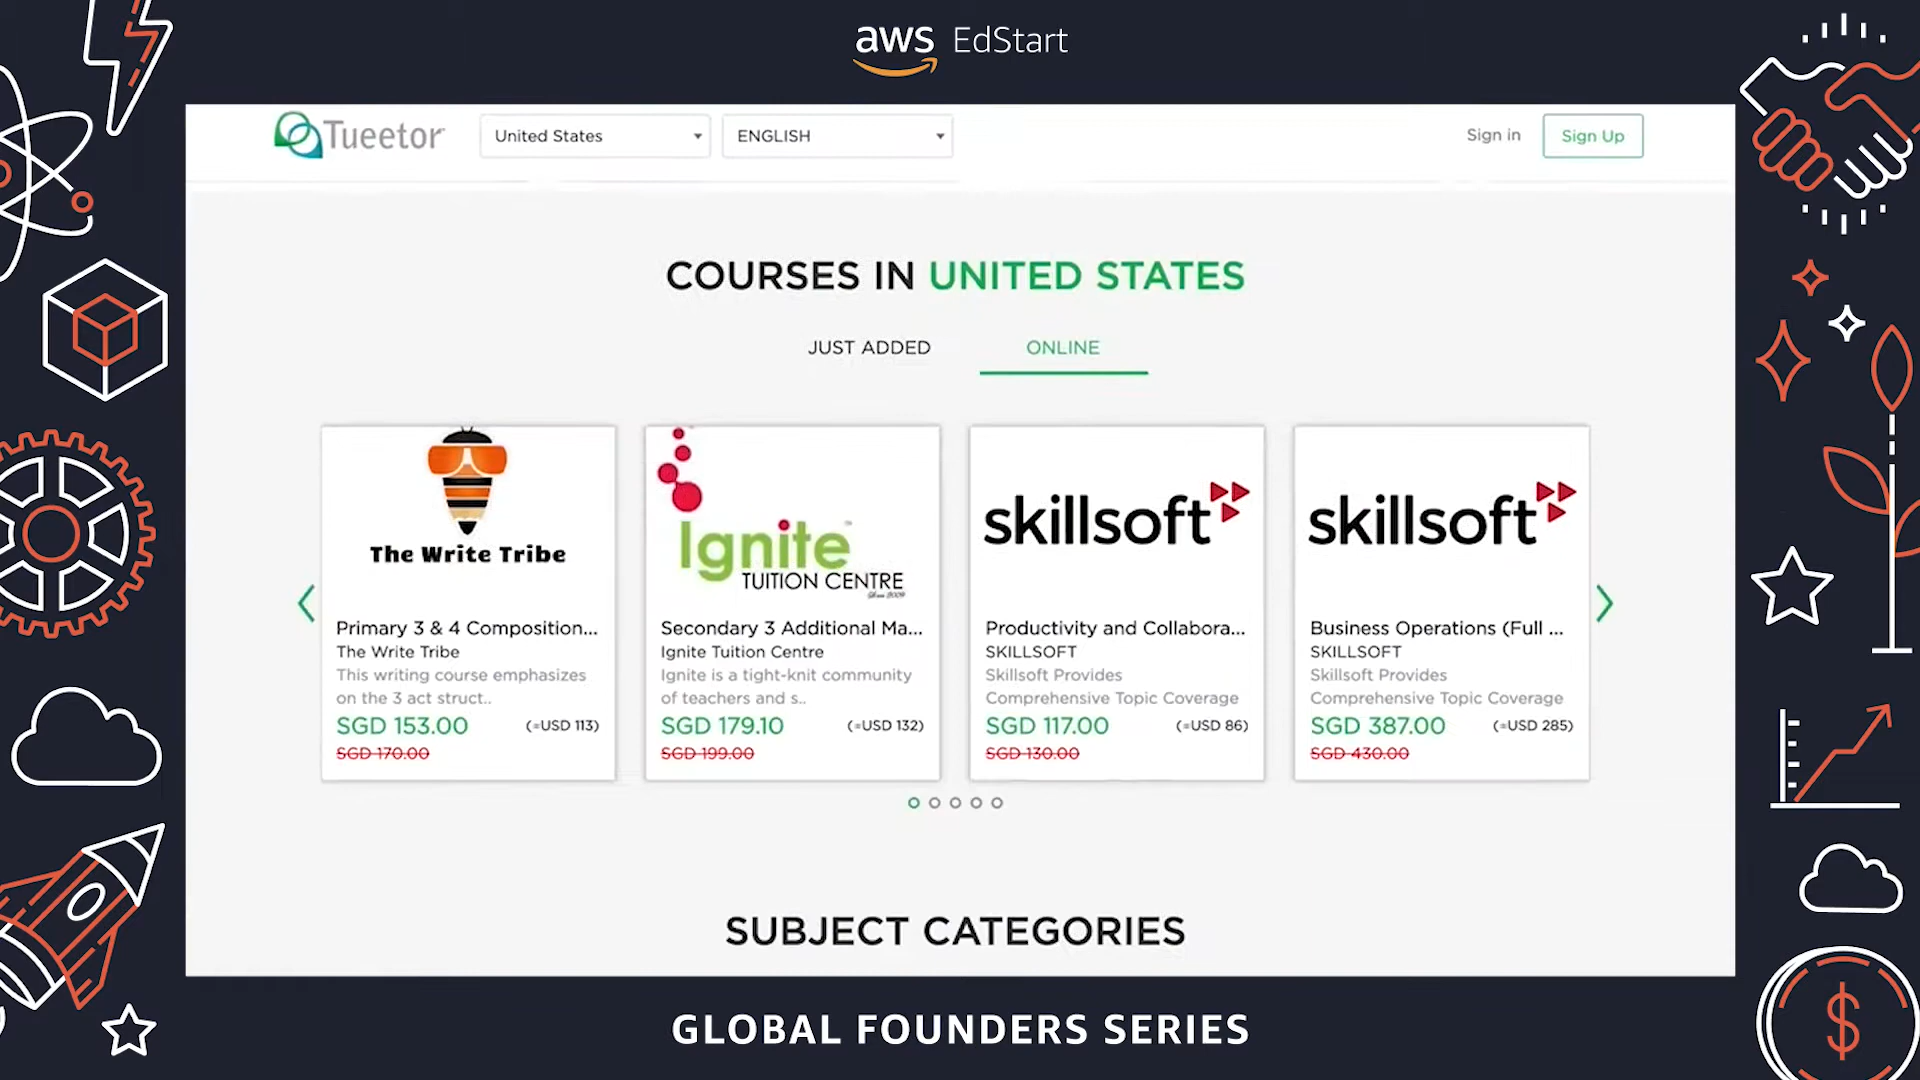 aws EdStart
Tueetor
United States
ENGLISH
Sign in
Sign Up
COURSES IN UNITED STATES
JUST ADDED
ONLINE
The Write Tribe
Primary 3 & 4 Composition...
The Write Tribe
This writing course emphasizes
on the 3 act struct..
SGD 153.00
(≈USD 113)
SGD 170.00
Ignite
TUITION CENTRE
Since 2009
Secondary 3 Additional Ma...
Ignite Tuition Centre
Ignite is a tight-knit community
of teachers and s..
SGD 179.10
(≈USD 132)
SGD 199.00
skillsoft
Productivity and Collabora...
SKILLSOFT
Skillsoft Provides
Comprehensive Topic Coverage
SGD 117.00
(≈USD 86)
SGD 130.00
skillsoft
Business Operations (Full ...
SKILLSOFT
Skillsoft Provides
Comprehensive Topic Coverage
SGD 387.00
(≈USD 285)
SGD 430.00
SUBJECT CATEGORIES
GLOBAL FOUNDERS SERIES
$